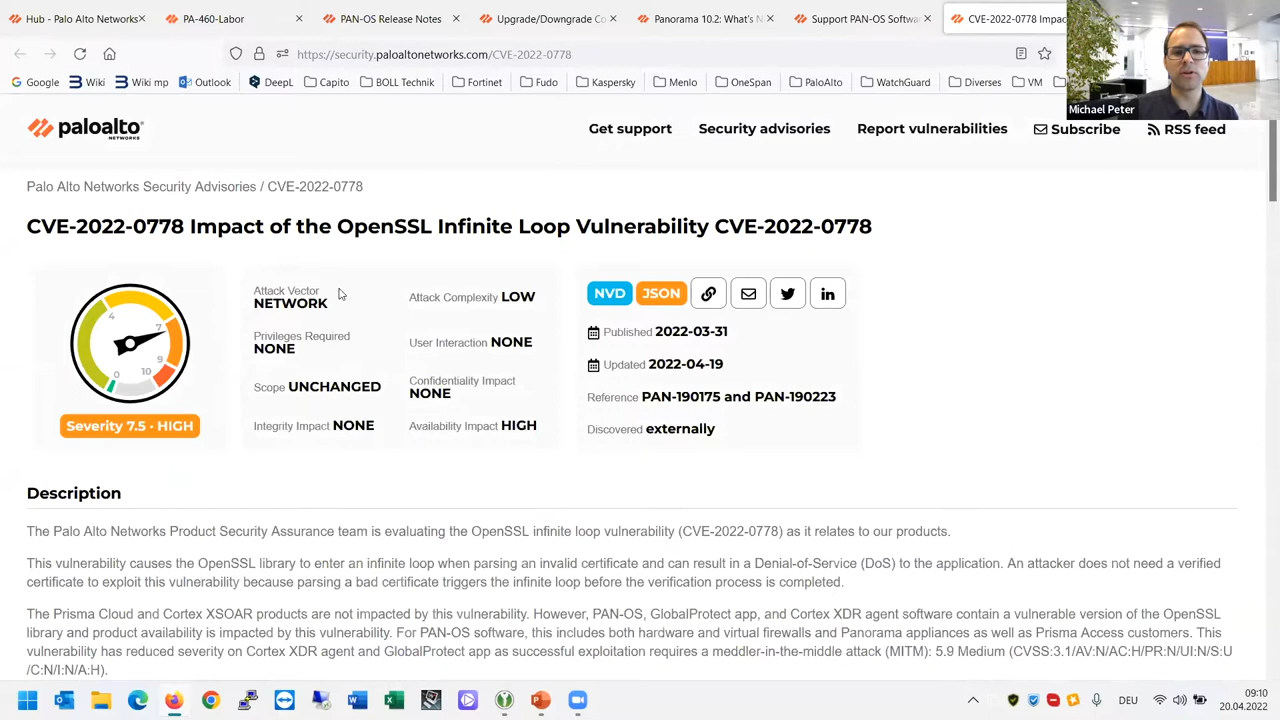 Hub - Palo Alto Networks
PA-460-Labor
PAN-OS Release Notes
Upgrade/Downgrade Co
Panorama 10.2: What's N
Support PAN-OS Softwa
CVE-2022-0778 Impac
https://security.paloaltonetworks.com/CVE-2022-0778
Google
Wiki
Wiki mp
Outlook
DeepL
Capito
BOLL Technik
Fortinet
Fudo
Kaspersky
Menlo
OneSpan
PaloAlto
WatchGuard
Diverses
VM
Michael Peter
paloalto
NETWORKS
Get support
Security advisories
Report vulnerabilities
Subscribe
RSS feed
Palo Alto Networks Security Advisories / CVE-2022-0778
CVE-2022-0778 Impact of the OpenSSL Infinite Loop Vulnerability CVE-2022-0778
4
7
9
10
0
Severity 7.5 · HIGH
Attack Vector
NETWORK
Attack Complexity LOW
Privileges Required
NONE
User Interaction NONE
Scope UNCHANGED
Confidentiality Impact
NONE
Integrity Impact NONE
Availability Impact HIGH
NVD
JSON
Published 2022-03-31
Updated 2022-04-19
Reference PAN-190175 and PAN-190223
Discovered externally
Description
The Palo Alto Networks Product Security Assurance team is evaluating the OpenSSL infinite loop vulnerability (CVE-2022-0778) as it relates to our products.
This vulnerability causes the OpenSSL library to enter an infinite loop when parsing an invalid certificate and can result in a Denial-of-Service (DoS) to the application. An attacker does not need a verified
certificate to exploit this vulnerability because parsing a bad certificate triggers the infinite loop before the verification process is completed.
The Prisma Cloud and Cortex XSOAR products are not impacted by this vulnerability. However, PAN-OS, GlobalProtect app, and Cortex XDR agent software contain a vulnerable version of the OpenSSL
library and product availability is impacted by this vulnerability. For PAN-OS software, this includes both hardware and virtual firewalls and Panorama appliances as well as Prisma Access customers. This
vulnerability has reduced severity on Cortex XDR agent and GlobalProtect app as successful exploitation requires a meddler-in-the-middle attack (MITM): 5.9 Medium (CVSS:3.1/AV:N/AC:H/PR:N/UI:N/S:U
/C:N/I:N/A:H).
DEU
09:10
20.04.2022